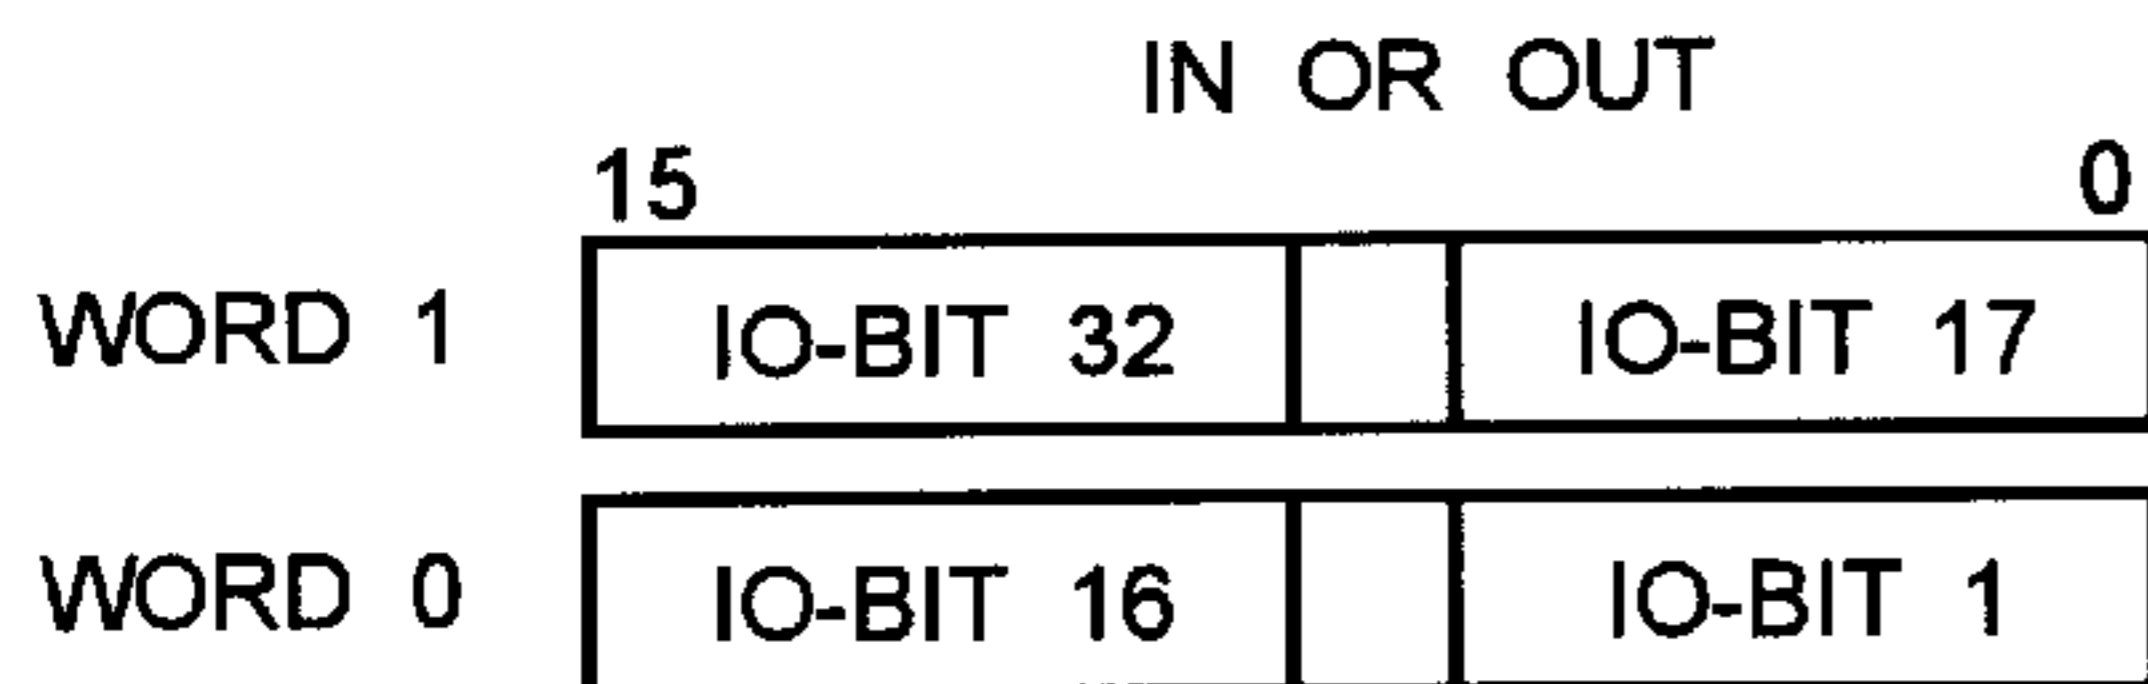 IN OR OUT
15 0
WORD 1 IO-BIT 32 IO-BIT 17
WORD 0 IO-BIT 16 IO-BIT 1